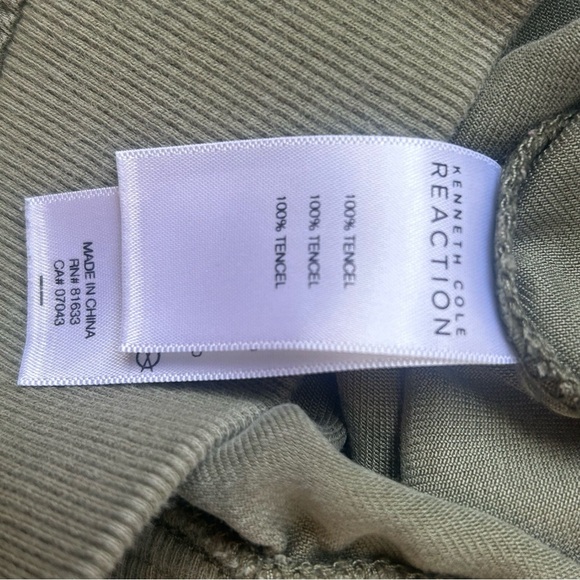 KENNETH COLE
REACTION
100% TENCEL
100% TENCEL
100% TENCEL
MADE IN CHINA
RN# 81633
CA# 07043